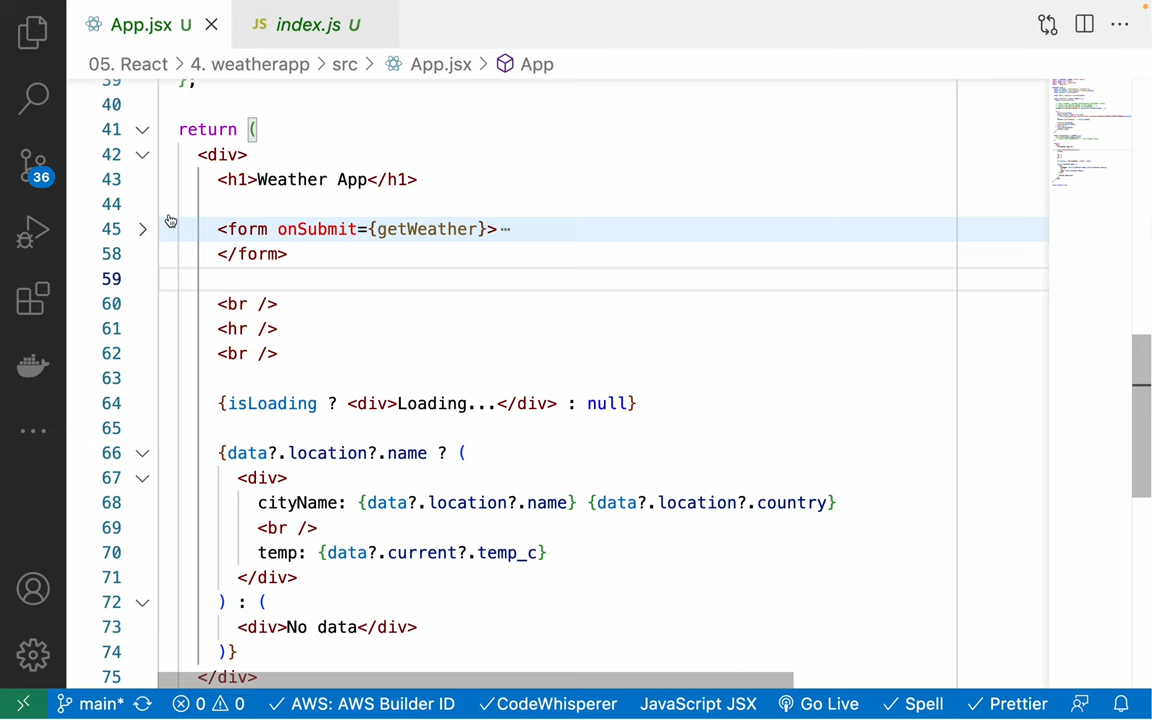 App.jsx U
JS index.js U
05. React > 4. weatherapp > src > App.jsx > App
39 };
40
41 return (
42 <div>
43 <h1>Weather App</h1>
44
45 <form onSubmit={getWeather}>⋯
58 </form>
59
60 <br />
61 <hr />
62 <br />
63
64 {isLoading ? <div>Loading...</div> : null}
65
66 {data?.location?.name ? (
67 <div>
68 cityName: {data?.location?.name} {data?.location?.country}
69 <br />
70 temp: {data?.current?.temp_c}
71 </div>
72 ) : (
73 <div>No data</div>
74 )}
75 </div>
36
main* 0 0 AWS: AWS Builder ID CodeWhisperer JavaScript JSX Go Live Spell Prettier